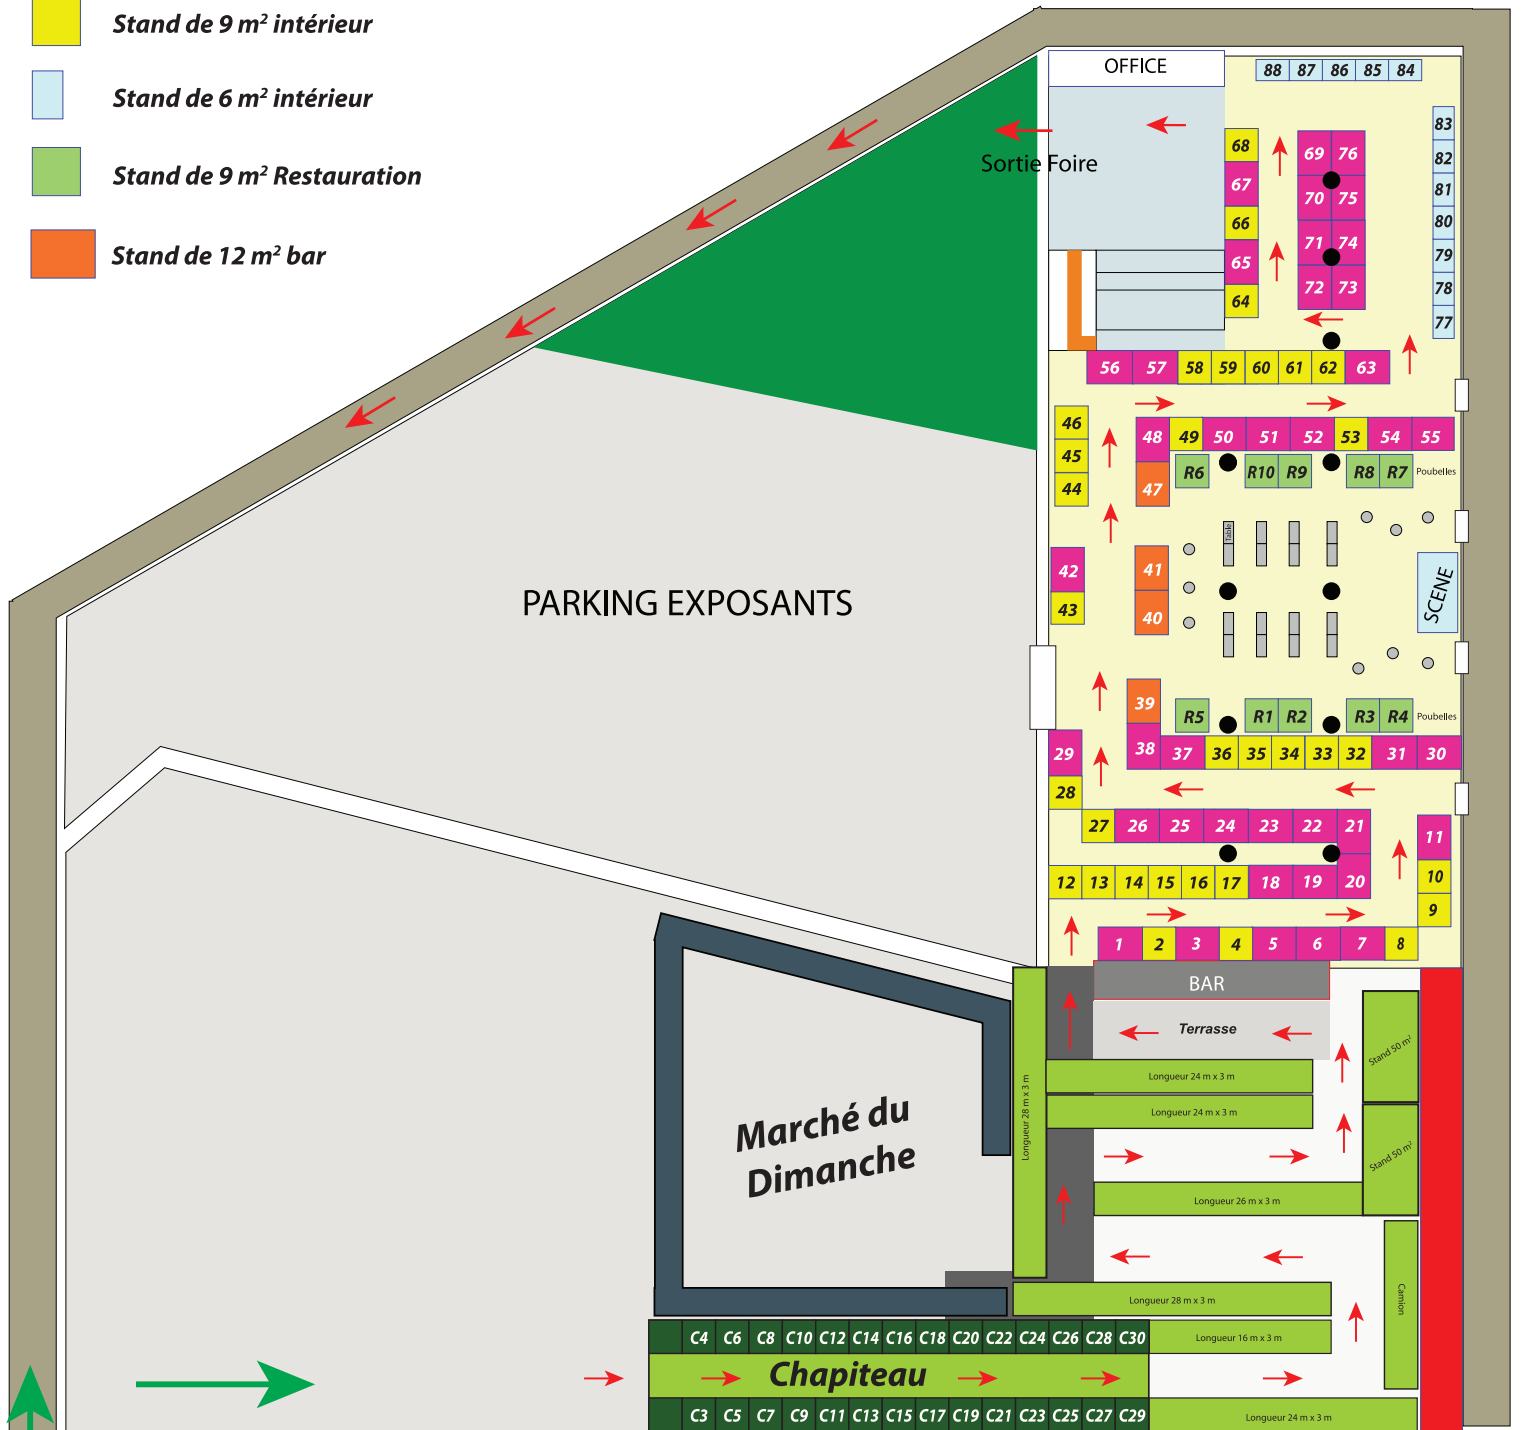 Stand de 9 m² intérieur
Stand de 6 m² intérieur
Stand de 9 m² Restauration
Stand de 12 m² bar
OFFICE
88 87 86 85 84
Sortie Foire
68
67
66
65
64
69 76
70 75
71 74
72 73
83
82
81
80
79
78
77
56 57 58 59 60 61 62 63
46
45
44
48 49 50 51 52 53 54 55
47
R6 R10 R9 R8 R7 Poubelles
Table
42
43
41
40
SCENE
PARKING EXPOSANTS
39
R5 R1 R2 R3 R4 Poubelles
29
28
38 37 36 35 34 33 32 31 30
27 26 25 24 23 22 21
11
10
9
12 13 14 15 16 17 18 19 20
1 2 3 4 5 6 7 8
BAR
Terrasse
Stand 50 m²
Longueur 28 m x 3 m
Longueur 24 m x 3 m
Longueur 24 m x 3 m
Stand 50 m²
Marché du
Dimanche
Longueur 26 m x 3 m
Longueur 28 m x 3 m
Camion
C4 C6 C8 C10 C12 C14 C16 C18 C20 C22 C24 C26 C28 C30
Longueur 16 m x 3 m
Chapiteau
C3 C5 C7 C9 C11 C13 C15 C17 C19 C21 C23 C25 C27 C29
Longueur 24 m x 3 m